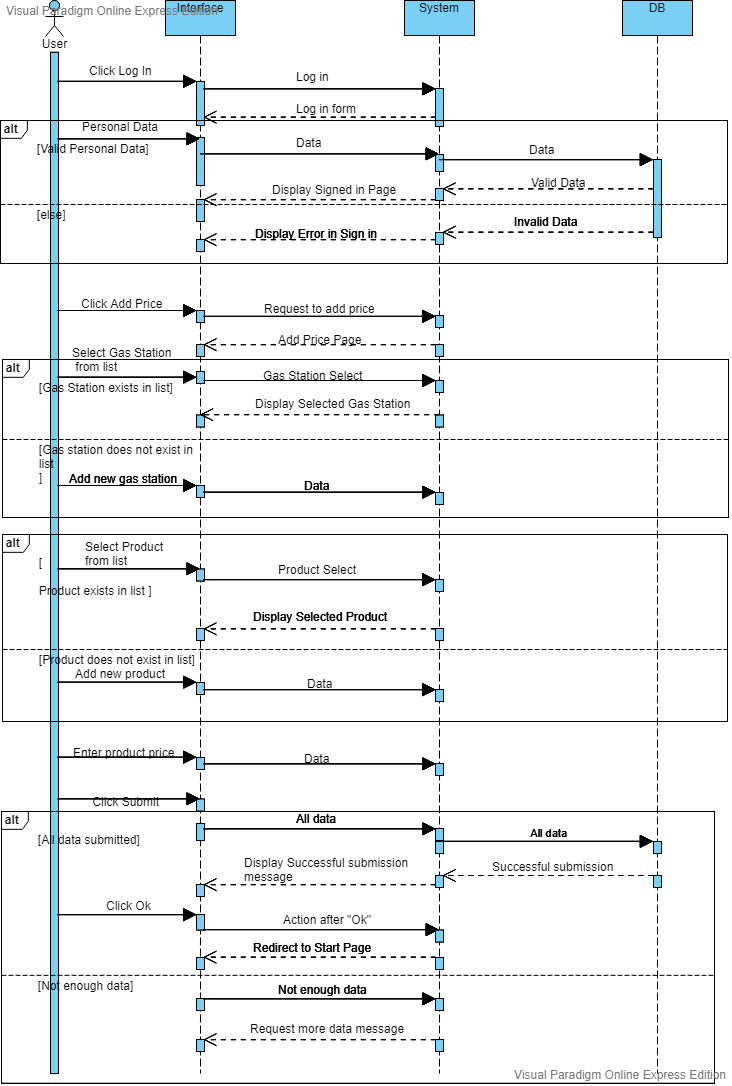 Visual Paradigm Online Express Edition
Interface
System
DB
User
Click Log In
Log in
Log in form
alt
Personal Data
[Valid Personal Data]
Data
Data
Valid Data
Display Signed in Page
[else]
Invalid Data
Display Error in Sign in
Click Add Price
Request to add price
Add Price Page
alt
Select Gas Station
from list
[Gas Station exists in list]
Gas Station Select
Display Selected Gas Station
[Gas station does not exist in
list
]
Add new gas station
Data
alt
Select Product
from list
[
Product Select
Product exists in list ]
Display Selected Product
[Product does not exist in list]
Add new product
Data
Enter product price
Data
Click Submit
alt
All data
[All data submitted]
All data
Display Successful submission
message
Successful submission
Click Ok
Action after "Ok"
Redirect to Start Page
[Not enough data]
Not enough data
Request more data message
Visual Paradigm Online Express Edition